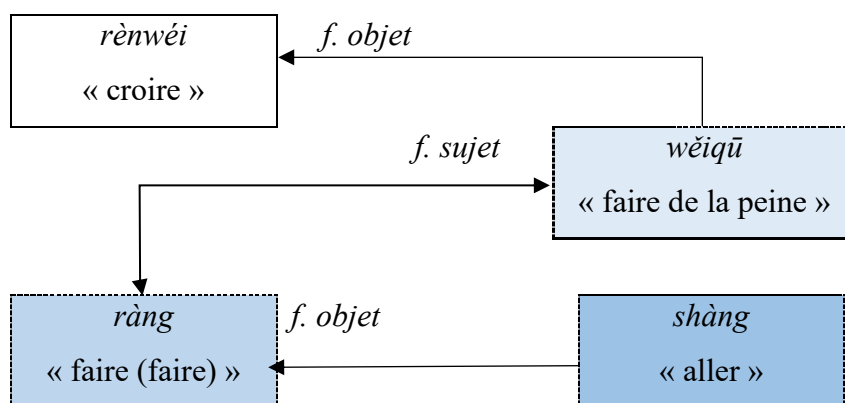 rènwéi
« croire »
f. objet
f. sujet
wěiqū
« faire de la peine »
ràng
« faire (faire) »
f. objet
shàng
« aller »